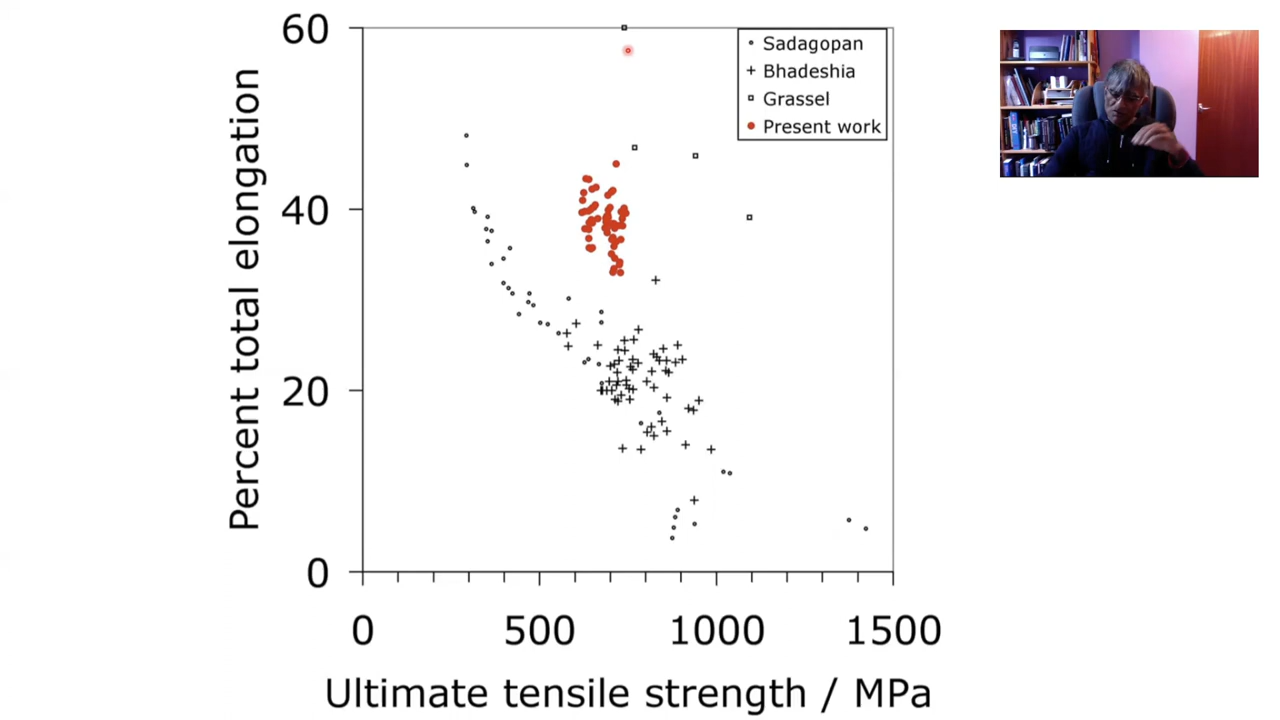 60
40
20
0
Percent total elongation
0 500 1000 1500
Ultimate tensile strength / MPa
Sadagopan
Bhadeshia
Grassel
Present work